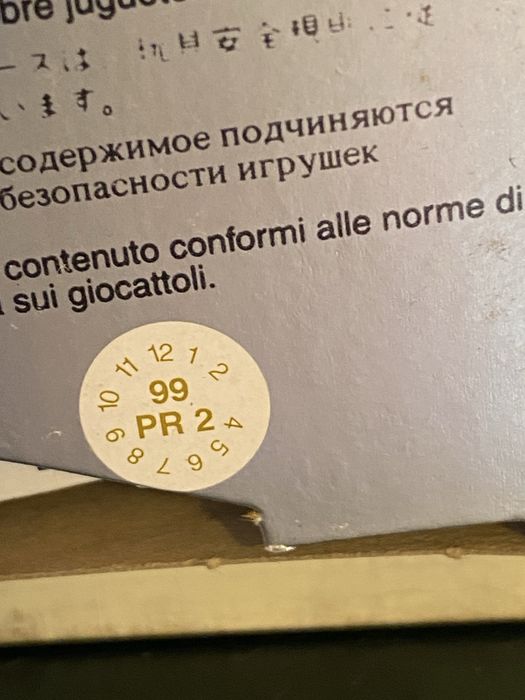 bre
ースは
います。
содержимое подчиняются
безопасности игрушек
contenuto conformi alle norme di
sui giocattoli.
12 1 2 4 5 6 7 8 9 10 11
99
PR 2